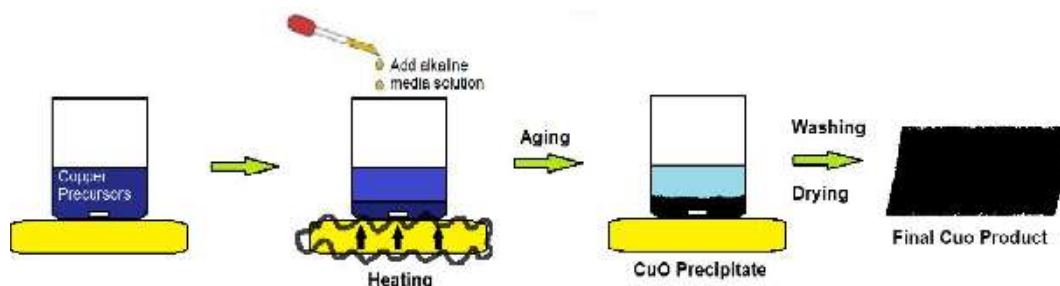 Add alkaline
media solution
Copper
Precursors
Aging
Washing
Drying
Heating
CuO Precipitate
Final Cuo Product